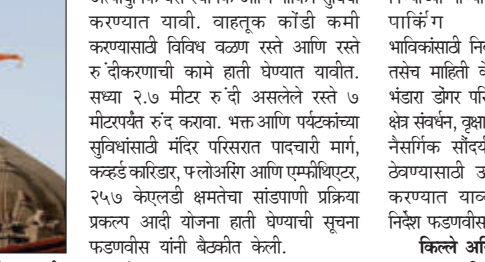 करण्यात यावी. वाहतूक कोंडी कमी
करण्यासाठी विविध वळण रस्ते आणि रस्ते
रुंदीकरणाची कामे हाती घेण्यात यावीत.
सध्या २.७ मीटर रुंदी असलेले रस्ते ७
मीटरपर्यंत रुंद करावा. भक्त आणि पर्यटकांच्या
सुविधांसाठी मंदिर परिसरात पादचारी मार्ग,
कव्हर्ड कारिडार, फ्लोअरिंग आणि एम्फीथिएटर,
२५७ केएलडी क्षमतेचा सांडपाणी प्रक्रिया
प्रकल्प आदी योजना हाती घेण्याची सूचना
फडणवीस यांनी बैठकीत केली.
पार्किंग
भाविकांसाठी
तसेच माहिती
भंडारा डोंगर
क्षेत्र संवर्धन,
नैसर्गिक
ठेवण्यासाठी
करण्यात
निर्देश फडणवीस
किल्ले